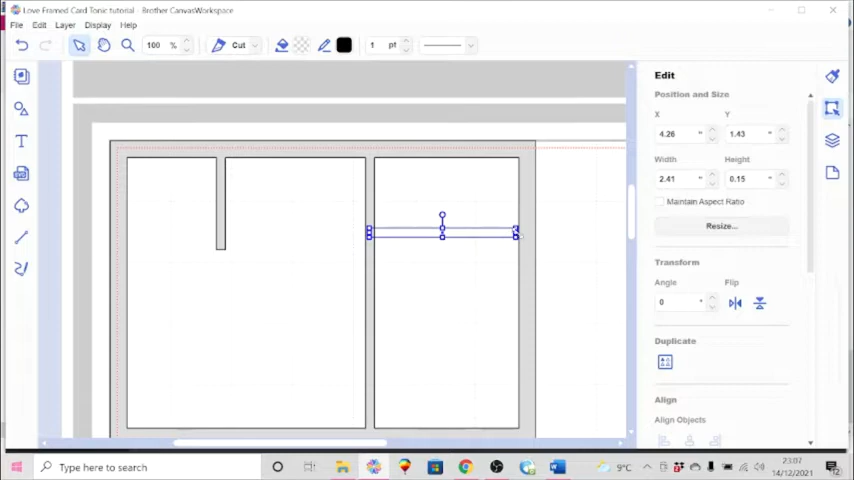 Love Framed Card Tonic tutorial - Brother CanvasWorkspace
File Edit Layer Display Help
100 % Cut 1 pt
Edit
Position and Size
X Y
4.26 " 1.43 "
Width Height
2.41 " 0.15 "
Maintain Aspect Ratio
Resize...
Transform
Angle Flip
0 °
Duplicate
Align
Align Objects
Type here to search
9°C
23:07
14/12/2021